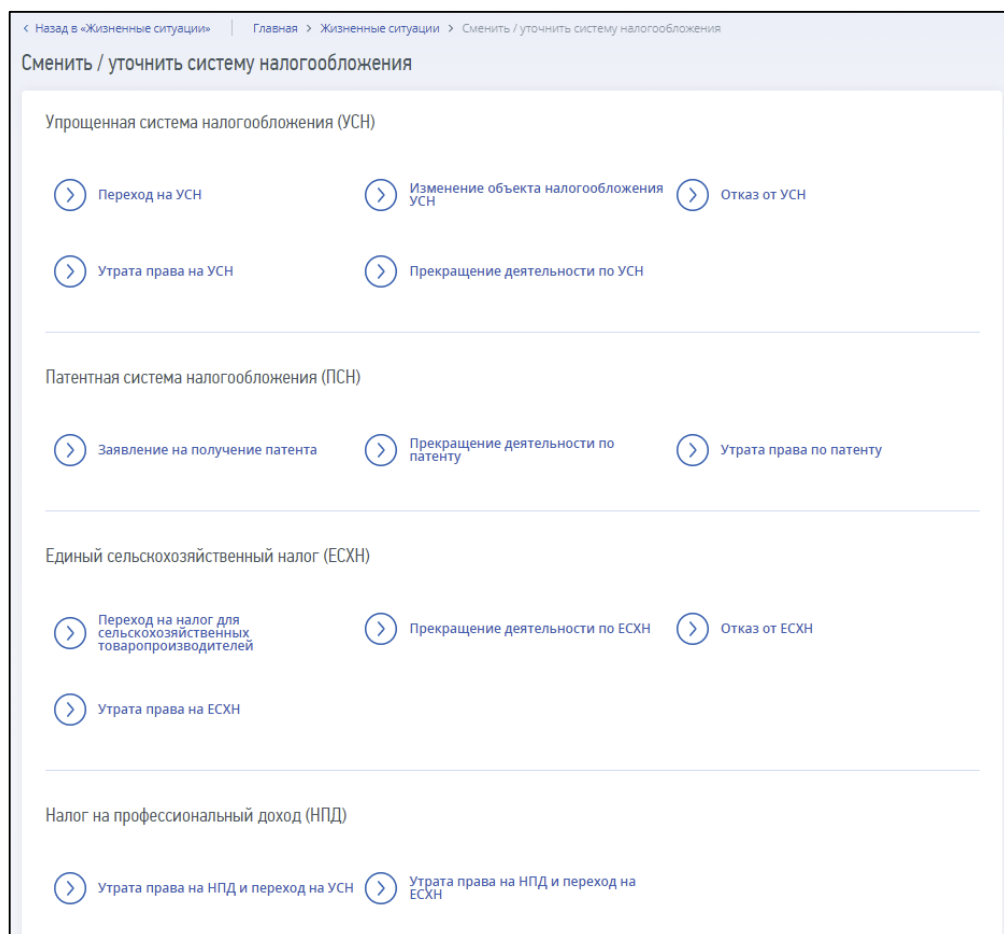 Назад в «Жизненные ситуации» Главная > Жизненные ситуации > Сменить / уточнить систему налогообложения
Сменить / уточнить систему налогообложения
Упрощенная система налогообложения (УСН)
Переход на УСН
Изменение объекта налогообложения
УСН
Отказ от УСН
Утрата права на УСН
Прекращение деятельности по УСН
Патентная система налогообложения (ПСН)
Заявление на получение патента
Прекращение деятельности по
патенту
Утрата права по патенту
Единый сельскохозяйственный налог (ЕСХН)
Переход на налог для
сельскохозяйственных
товаропроизводителей
Прекращение деятельности по ЕСХН
Отказ от ЕСХН
Утрата права на ЕСХН
Налог на профессиональный доход (НПД)
Утрата права на НПД и переход на УСН
Утрата права на НПД и переход на
ЕСХН